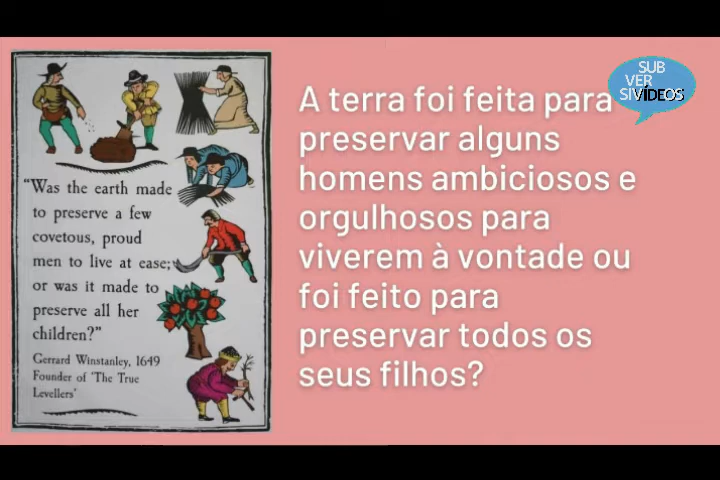 "Was the earth made
to preserve a few
covetous, proud
men to live at ease;
or was it made to
preserve all her
children?"
Gerrard Winstanley, 1649
Founder of 'The True
Levellers'
A terra foi feita para
preservar alguns
homens ambiciosos e
orgulhosos para
viverem à vontade ou
foi feito para
preservar todos os
seus filhos?
SUB
VER
SIVÍDEOS